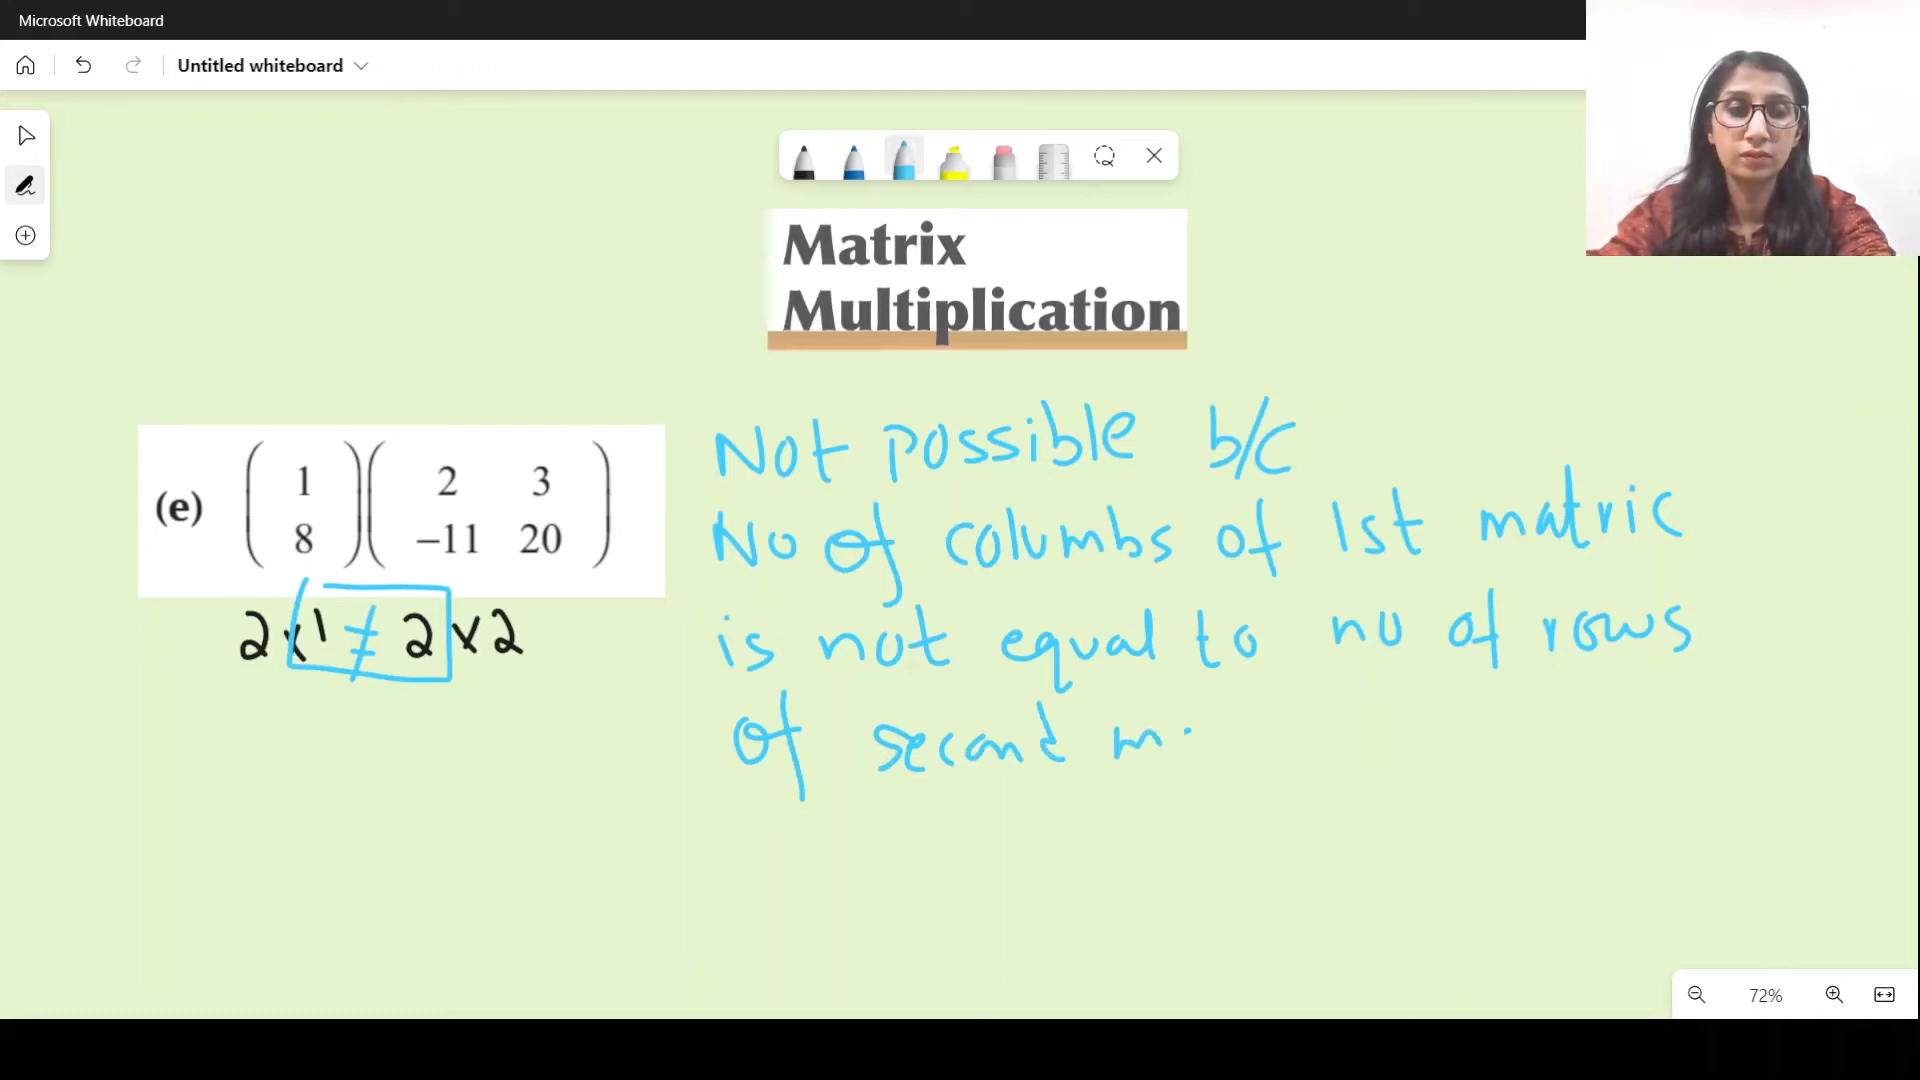 Microsoft Whiteboard
Untitled whiteboard
Matrix
Multiplication
(e) ( 1 ) ( 2 3 )
( 8 ) ( −11 20 )
2 x 1 ≠ 2 x 2
Not possible b/c
No of columbs of 1st matric
is not equal to no of rows
of second m.
72%